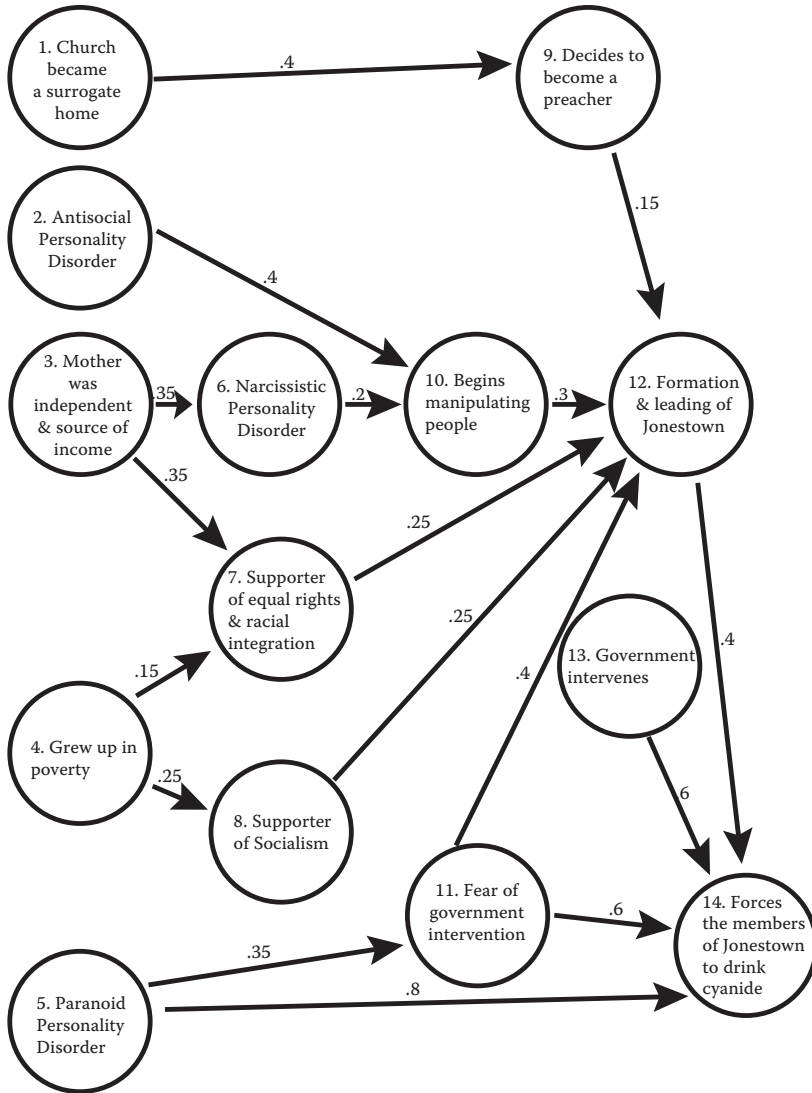 1. Church
became
a surrogate
home
.4
9. Decides to
become a
preacher
.15
2. Antisocial
Personality
Disorder
.4
3. Mother
was
independent
& source of
income
.35
6. Narcissistic
Personality
Disorder
.2
10. Begins
manipulating
people
.3
12. Formation
& leading of
Jonestown
.35
.25
7. Supporter
of equal rights
& racial
integration
.25
.15
.4
13. Government
intervenes
.4
4. Grew up in
poverty
.25
8. Supporter
of Socialism
.6
11. Fear of
government
intervention
.6
14. Forces
the members
of Jonestown
to drink
cyanide
.35
.8
5. Paranoid
Personality
Disorder